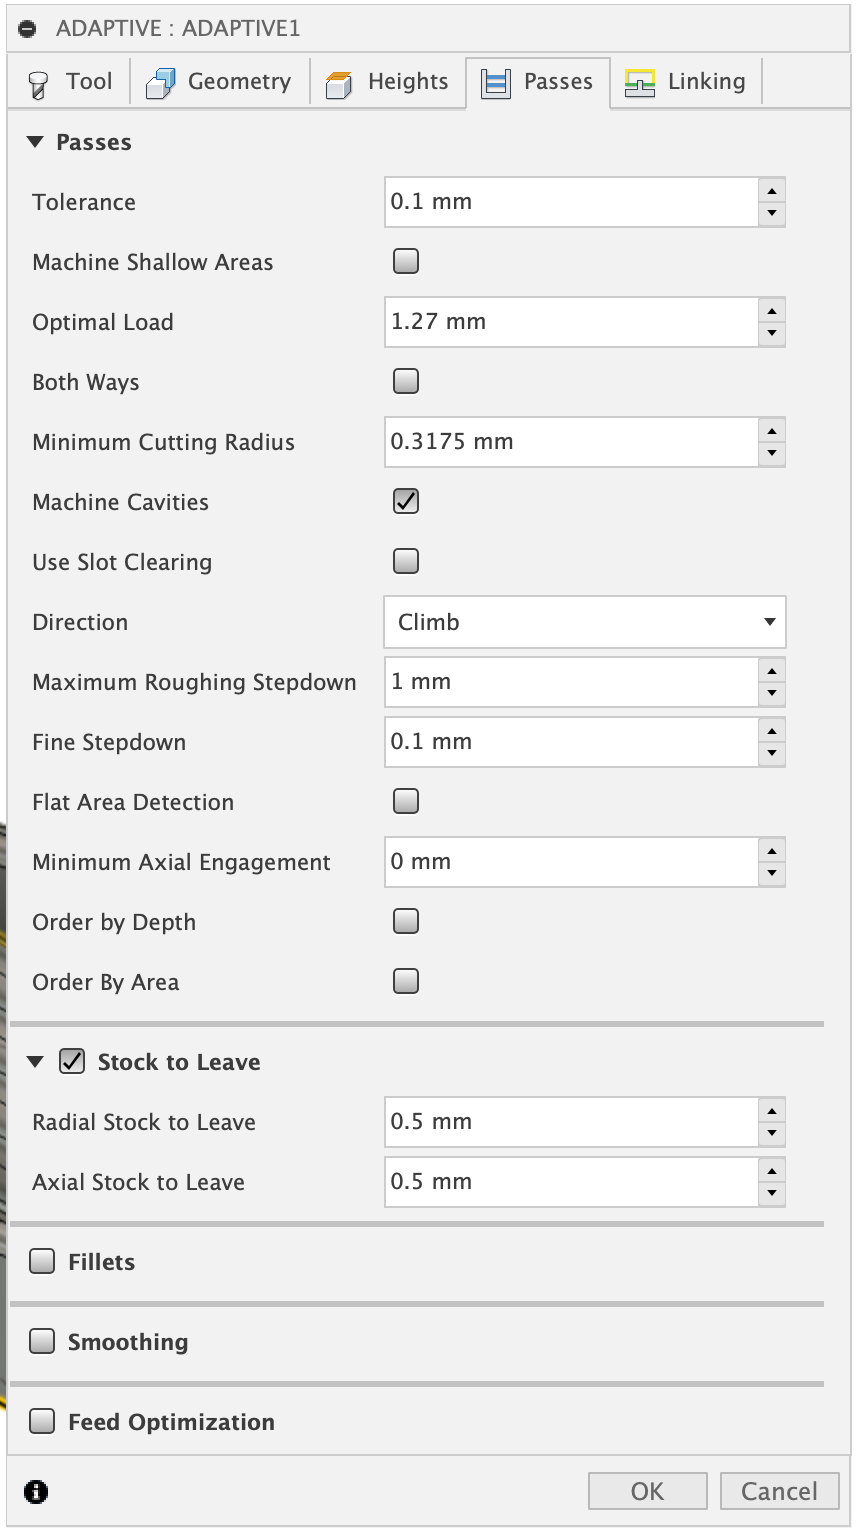 ADAPTIVE : ADAPTIVE1
Tool Geometry Heights Passes Linking
Passes
Tolerance 0.1 mm
Machine Shallow Areas
Optimal Load 1.27 mm
Both Ways
Minimum Cutting Radius 0.3175 mm
Machine Cavities
Use Slot Clearing
Direction Climb
Maximum Roughing Stepdown 1 mm
Fine Stepdown 0.1 mm
Flat Area Detection
Minimum Axial Engagement 0 mm
Order by Depth
Order By Area
Stock to Leave
Radial Stock to Leave 0.5 mm
Axial Stock to Leave 0.5 mm
Fillets
Smoothing
Feed Optimization
OK Cancel